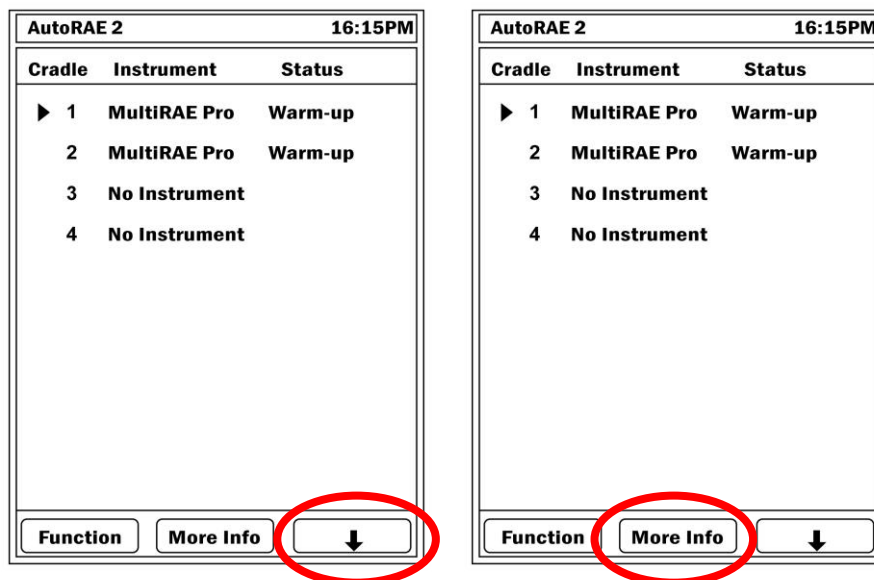 AutoRAE 2 16:15PM
Cradle Instrument Status
▶ 1 MultiRAE Pro Warm-up
2 MultiRAE Pro Warm-up
3 No Instrument
4 No Instrument
Function More Info ⬇
AutoRAE 2 16:15PM
Cradle Instrument Status
▶ 1 MultiRAE Pro Warm-up
2 MultiRAE Pro Warm-up
3 No Instrument
4 No Instrument
Function More Info ⬇